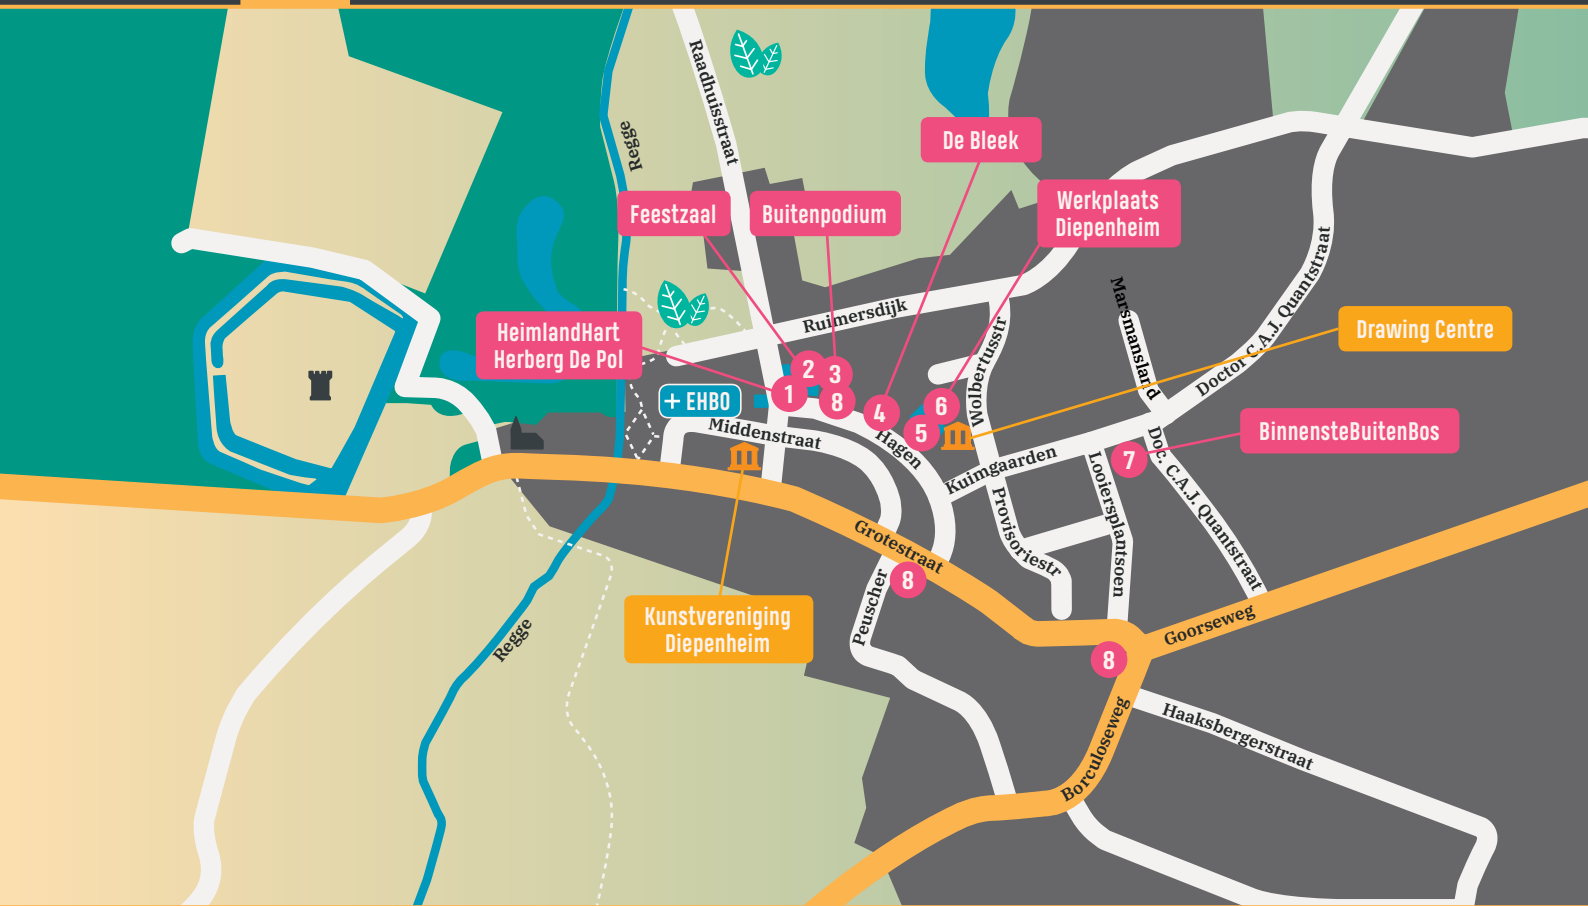 Raadhuisstraat
Regge
De Bleek
Feestzaal
Buitenpodium
Werkplaats
Diepenheim
Marsmansland
Doctor C.A.J. Quantstraat
Ruimersdijk
HeimlandHart
Herberg De Pol
Wolbertusstr
Drawing Centre
2
3
1
8
4
6
5
+ EHBO
Middenstraat
Hagen
BinnensteBuitenBos
7
Kuimgaarden
Looiersplantsoen
Doc. C.A.J. Quantstraat
Provisoriestr
Grotestraat
8
Peuscher
Kunstvereniging
Diepenheim
Regge
Goorseweg
8
Borculoseweg
Haaksbergerstraat